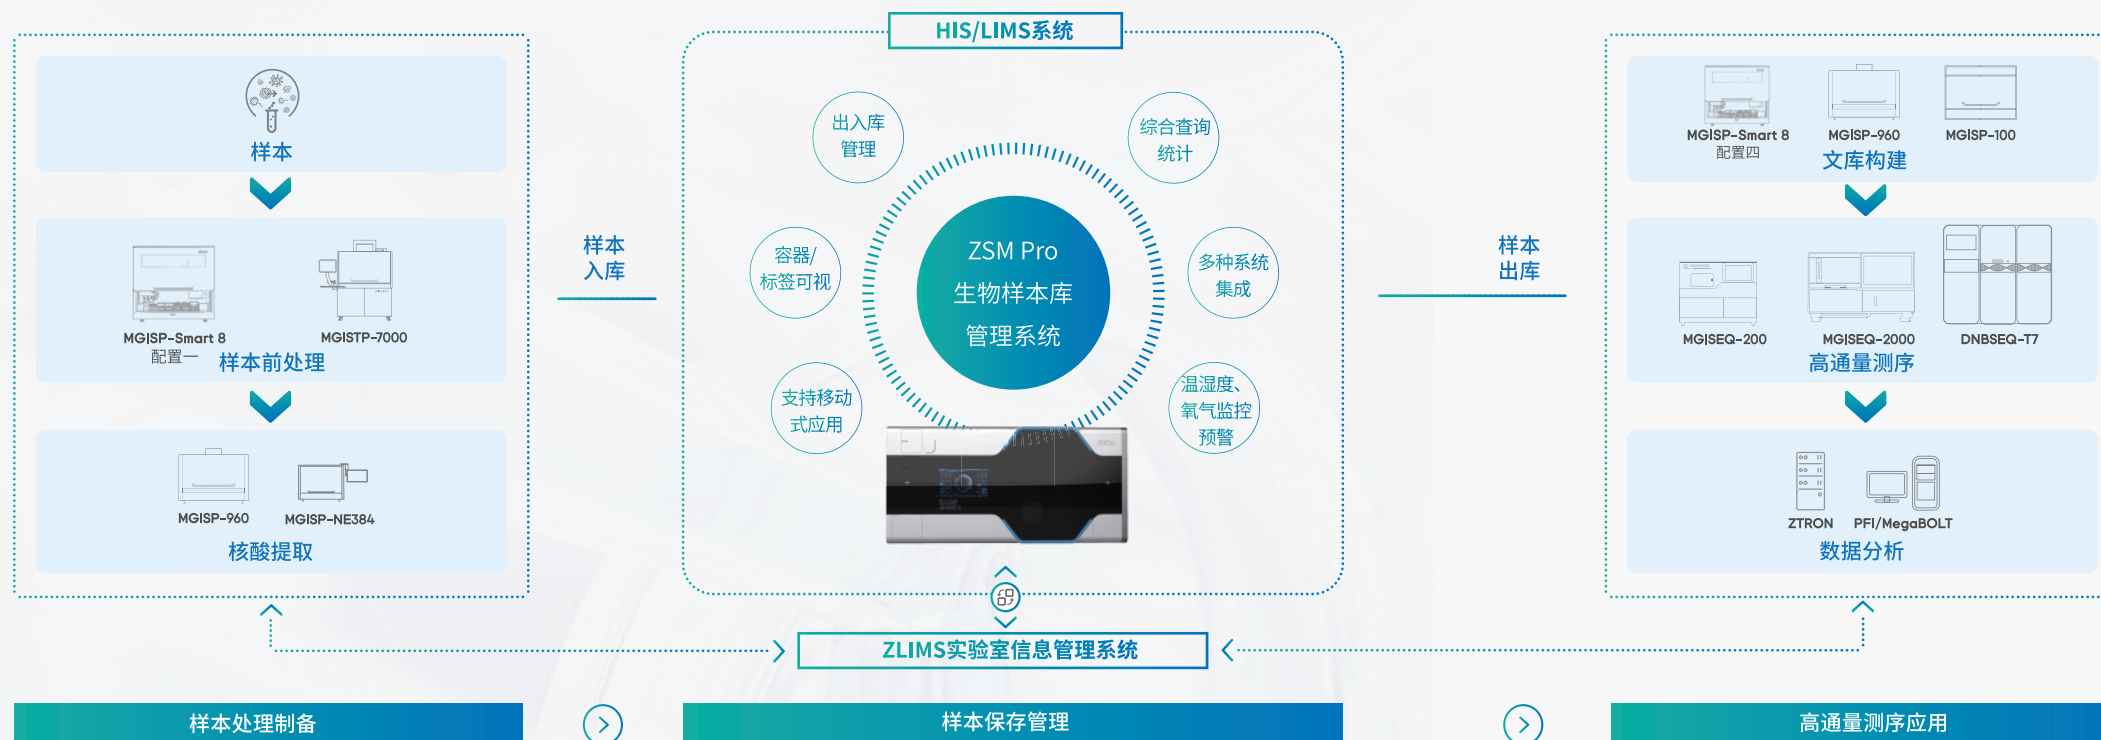 样本
MGISP-Smart 8
配置一
MGISTP-7000
样本前处理
MGISP-960
MGISP-NE384
核酸提取
样本处理制备
样本
入库
HIS/LIMS系统
出入库
管理
综合查询
统计
容器/
标签可视
多种系统
集成
支持移动
式应用
温湿度、
氧气监控
预警
ZSM Pro
生物样本库
管理系统
ZLIMS实验室信息管理系统
样本保存管理
样本
出库
MGISP-Smart 8
配置四
MGISP-960
MGISP-100
文库构建
MGISEQ-200
MGISEQ-2000
DNBSEQ-T7
高通量测序
ZTRON
PFI/MegaBOLT
数据分析
高通量测序应用